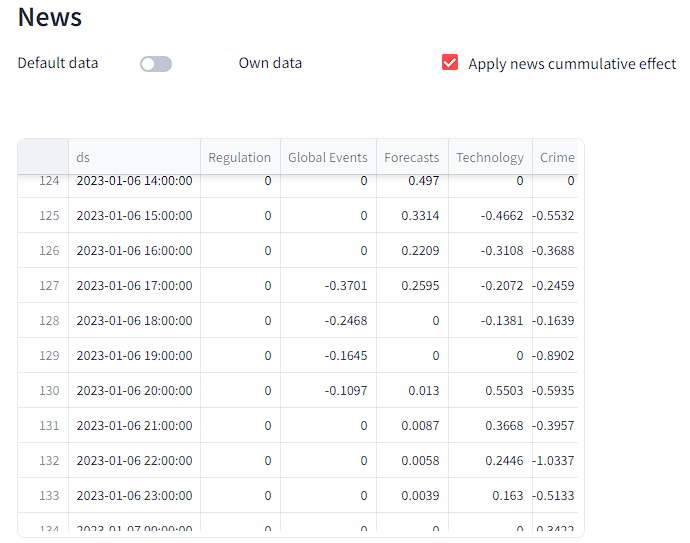 News
Default data Own data Apply news cummulative effect
ds Regulation Global Events Forecasts Technology Crime
124 2023-01-06 14:00:00 0 0 0.497 0 0
125 2023-01-06 15:00:00 0 0 0.3314 -0.4662 -0.5532
126 2023-01-06 16:00:00 0 0 0.2209 -0.3108 -0.3688
127 2023-01-06 17:00:00 0 -0.3701 0.2595 -0.2072 -0.2459
128 2023-01-06 18:00:00 0 -0.2468 0 -0.1381 -0.1639
129 2023-01-06 19:00:00 0 -0.1645 0 0 -0.8902
130 2023-01-06 20:00:00 0 -0.1097 0.013 0.5503 -0.5935
131 2023-01-06 21:00:00 0 0 0.0087 0.3668 -0.3957
132 2023-01-06 22:00:00 0 0 0.0058 0.2446 -1.0337
133 2023-01-06 23:00:00 0 0 0.0039 0.163 -0.5133
134 2023-01-07 00:00:00 0 0 0 0 -0.3422